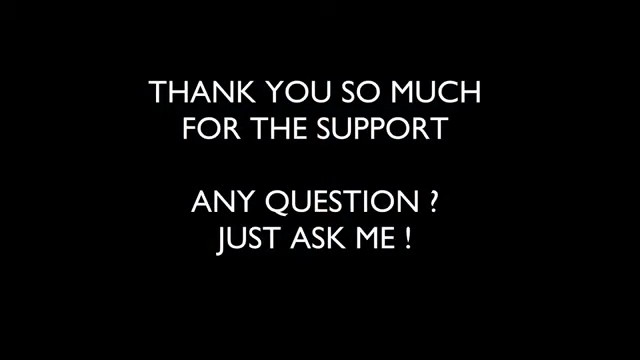 THANK YOU SO MUCH
FOR THE SUPPORT
ANY QUESTION ?
JUST ASK ME !